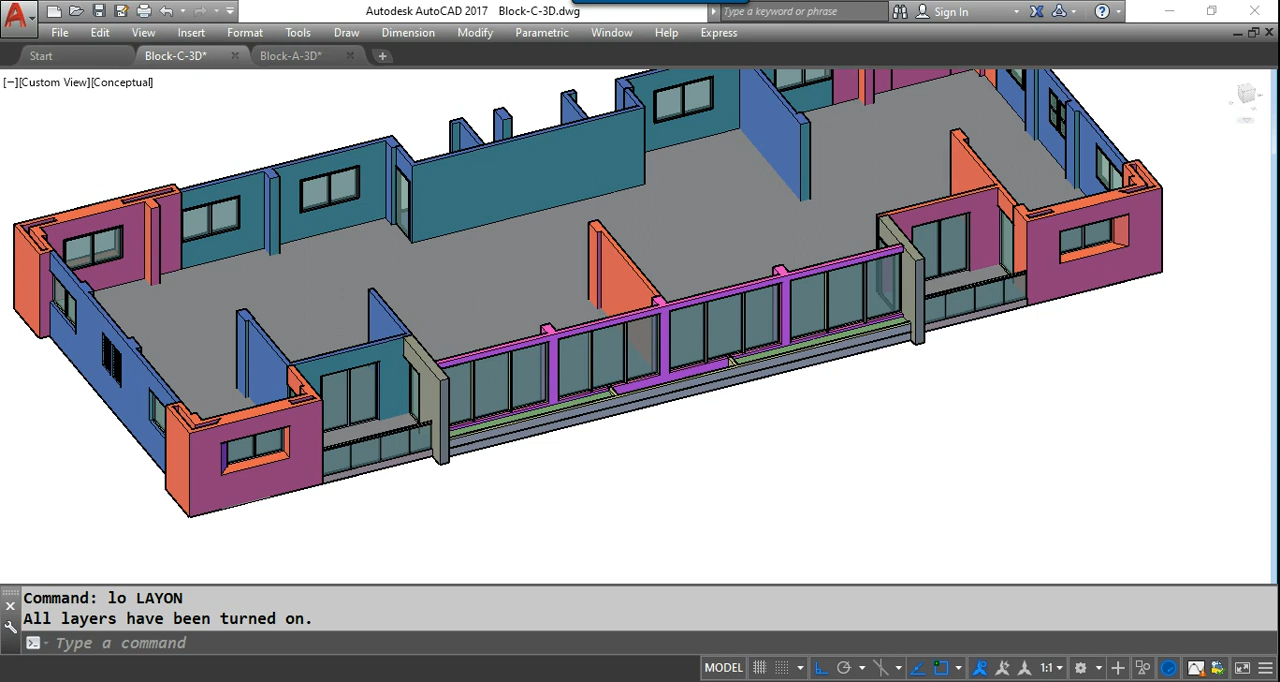 Autodesk AutoCAD 2017 Block-C-3D.dwg
Type a keyword or phrase
Sign In
File Edit View Insert Format Tools Draw Dimension Modify Parametric Window Help Express
Start Block-C-3D* Block-A-3D*
[−][Custom View][Conceptual]
Command: lo LAYON
All layers have been turned on.
Type a command
MODEL 1:1